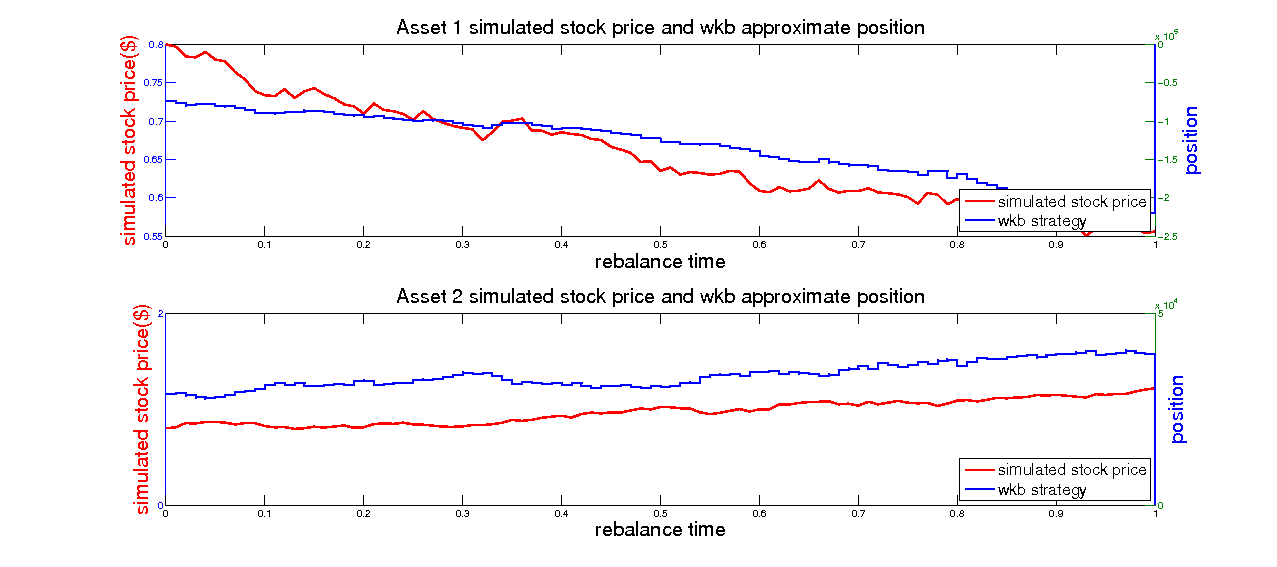 Asset 1 simulated stock price and wkb approximate position
simulated stock price($)
0.8
0.75
0.7
0.65
0.6
0.55
x 10
0
-0.5
-1
-1.5
-2
-2.5
position
simulated stock price
wkb strategy
0 0.1 0.2 0.3 0.4 0.5 0.6 0.7 0.8 0.9 1
rebalance time
Asset 2 simulated stock price and wkb approximate position
simulated stock price($)
2
0
x 10^4
5
0
position
simulated stock price
wkb strategy
0 0.1 0.2 0.3 0.4 0.5 0.6 0.7 0.8 0.9 1
rebalance time